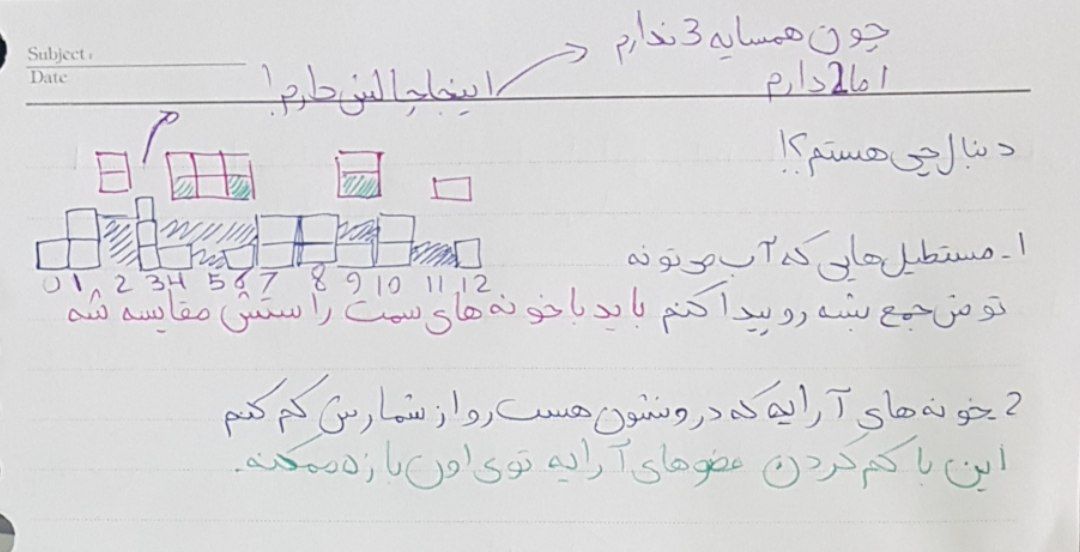 Subject:
Date
چون همسایه 3 ندارم
اما 2 دارم
اینجا چالش دارم!
دنبال چی هستم؟!
0 1 2 3 4 5 6 7 8 9 10 11 12
1- مستطیل هایی که آب می تونه
توش جمع بشه رو پیدا کنم باید با خونه های سمت راستش مقایسه شه
2- خونه های آرایه که درونشون هست رو از شمارش کم کنم
این با کم کردن عضوهای آرایه توی اون بازه ممکنه.